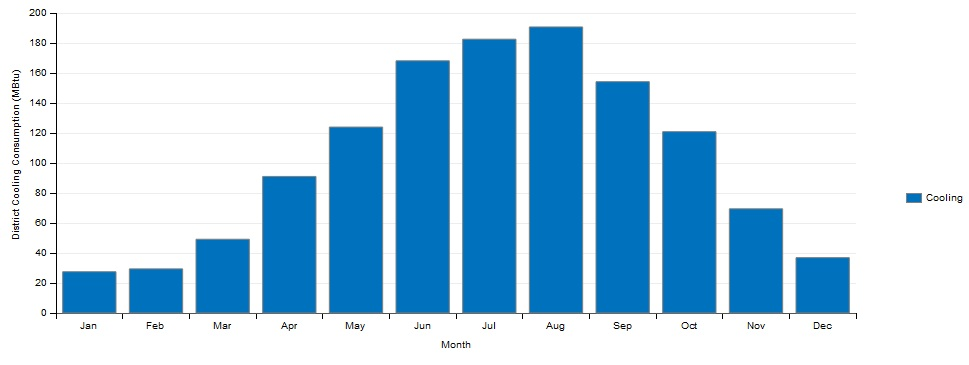 200
180
160
140
120
100
80
60
40
20
0
District Cooling Consumption (MBtu)
Jan Feb Mar Apr May Jun Jul Aug Sep Oct Nov Dec
Month
Cooling